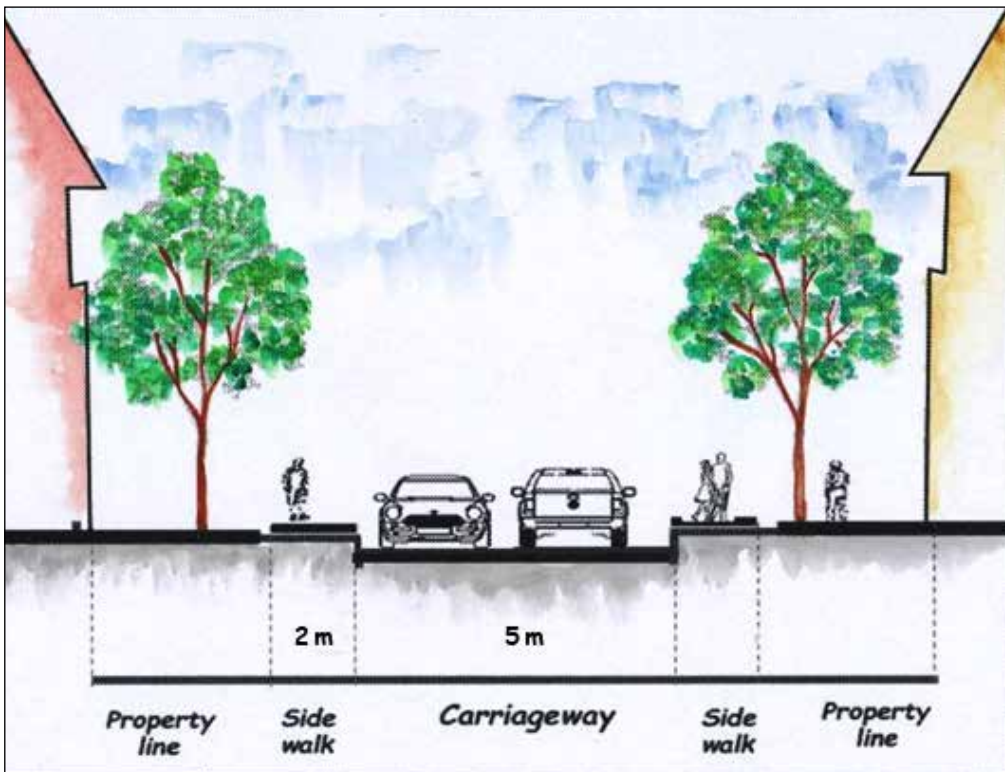 2 m
5 m
Property
line
Side
walk
Carriageway
Side
walk
Property
line